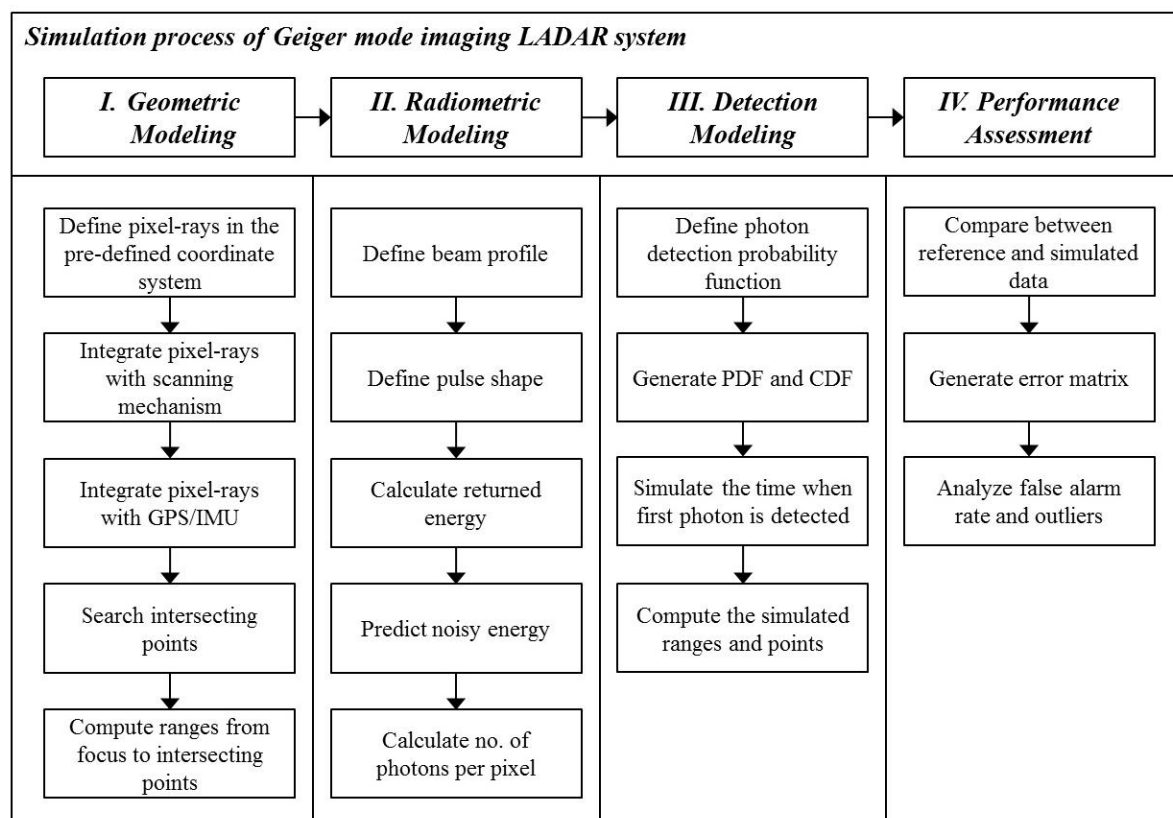 Simulation process of Geiger mode imaging LADAR system
I. Geometric
Modeling
II. Radiometric
Modeling
III. Detection
Modeling
IV. Performance
Assessment
Define pixel-rays in the
pre-defined coordinate
system
Integrate pixel-rays
with scanning
mechanism
Integrate pixel-rays
with GPS/IMU
Search intersecting
points
Compute ranges from
focus to intersecting
points
Define beam profile
Define pulse shape
Calculate returned
energy
Predict noisy energy
Calculate no. of
photons per pixel
Define photon
detection probability
function
Generate PDF and CDF
Simulate the time when
first photon is detected
Compute the simulated
ranges and points
Compare between
reference and simulated
data
Generate error matrix
Analyze false alarm
rate and outliers